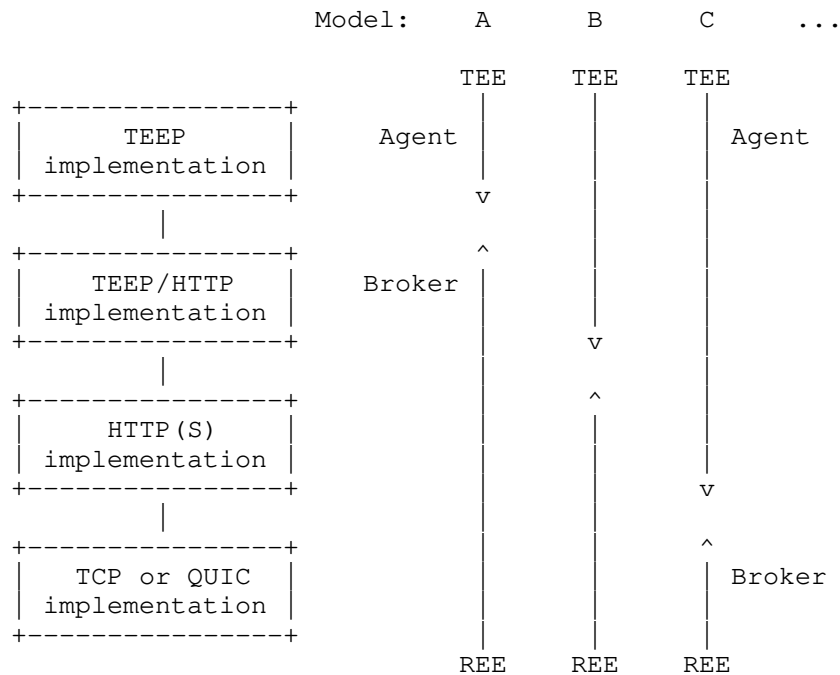 Model: A B C ...
TEE TEE TEE
TEEP Agent Agent
implementation
v
^
TEEP/HTTP Broker
implementation
v
^
HTTP(S)
implementation
v
^
TCP or QUIC Broker
implementation
REE REE REE